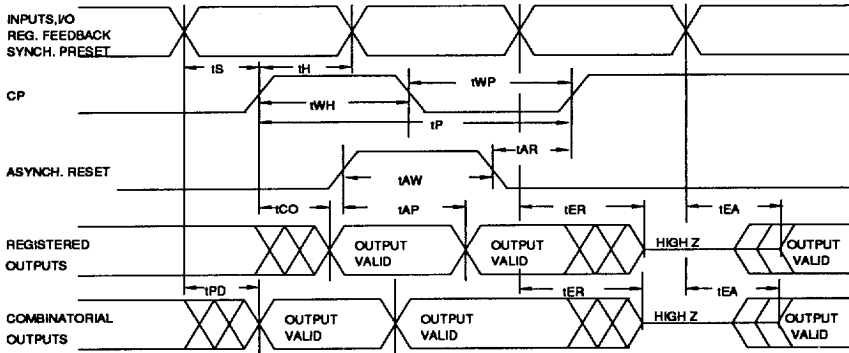 INPUTS,I/O
REG. FEEDBACK
SYNCH. PRESET
tS
tH
CP
tWP
tWH
tP
tAR
ASYNCH. RESET
tAW
tCO
tAP
tER
tEA
REGISTERED
OUTPUTS
OUTPUT
VALID
OUTPUT
VALID
HIGH Z
OUTPUT
VALID
tPD
tER
tEA
COMBINATORIAL
OUTPUTS
OUTPUT
VALID
OUTPUT
VALID
HIGH Z
OUTPUT
VALID